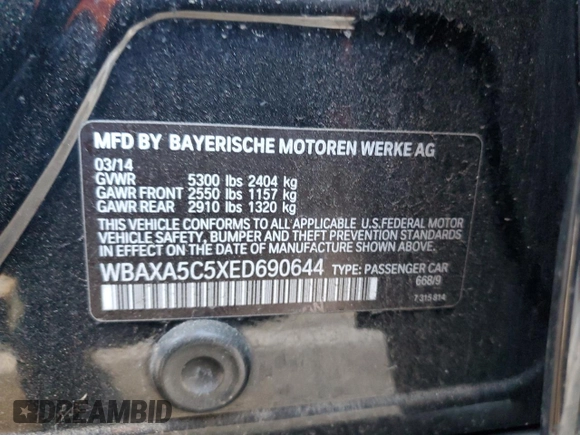 MFD BY BAYERISCHE MOTOREN WERKE AG
03/14
GVWR 5300 lbs 2404 kg
GAWR FRONT 2550 lbs 1157 kg
GAWR REAR 2910 lbs 1320 kg
THIS VEHICLE CONFORMS TO ALL APPLICABLE U.S.FEDERAL MOTOR
VEHICLE SAFETY, BUMPER AND THEFT PREVENTION STANDARDS
IN EFFECT ON THE DATE OF MANUFACTURE SHOWN ABOVE.
WBAXA5C5XED690644 TYPE: PASSENGER CAR
668/9
7 315 814
DREAMBID